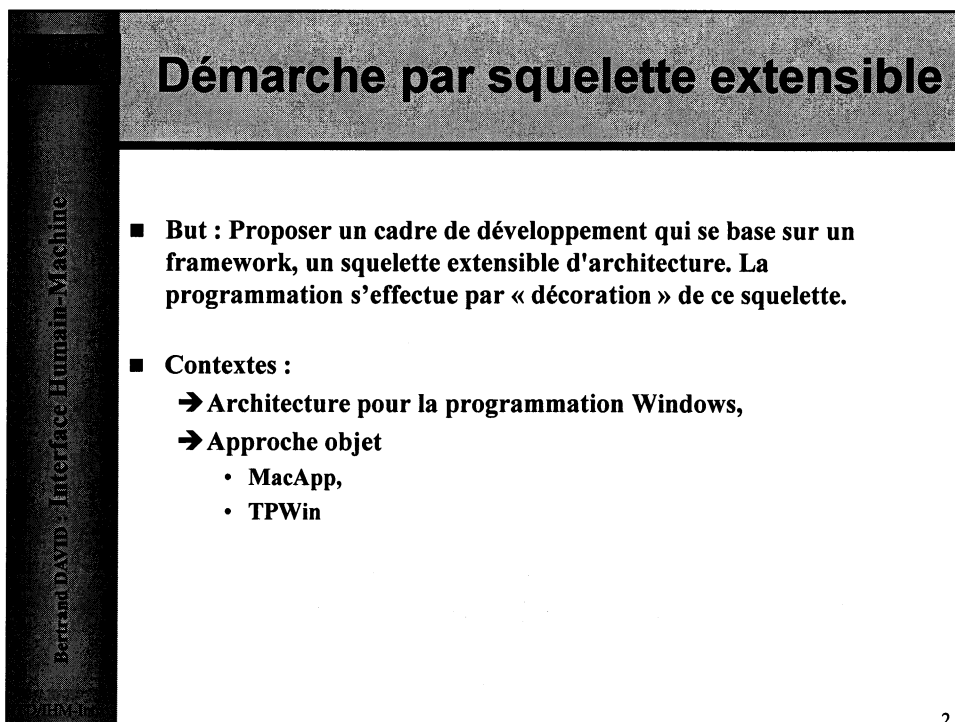 Démarche par squelette extensible
■ But : Proposer un cadre de développement qui se base sur un
framework, un squelette extensible d'architecture. La
programmation s'effectue par « décoration » de ce squelette.
■ Contextes :
➔ Architecture pour la programmation Windows,
➔ Approche objet
• MacApp,
• TPWin
Bertrand DAVID : Interface Humain-Machine
2